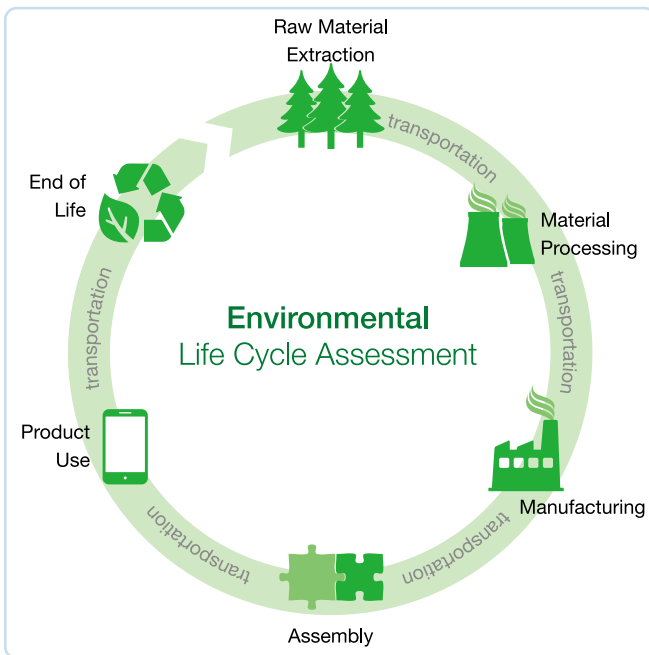 Raw Material
Extraction
transportation
Material
Processing
transportation
Manufacturing
transportation
Assembly
transportation
Product
Use
transportation
End of
Life
Environmental
Life Cycle Assessment